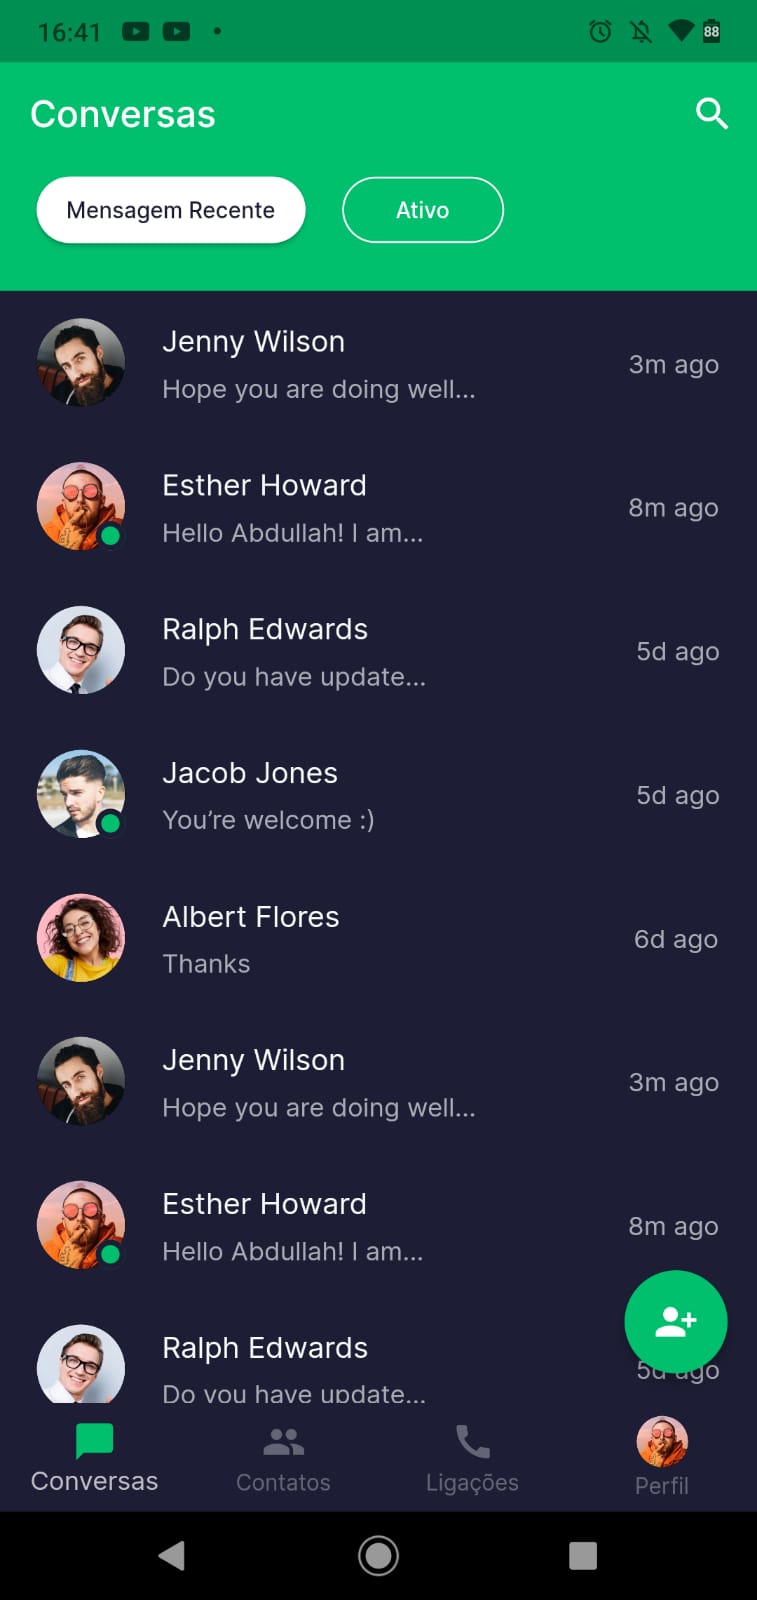 16:41
88
Conversas
Mensagem Recente
Ativo
Jenny Wilson
3m ago
Hope you are doing well...
Esther Howard
8m ago
Hello Abdullah! I am...
Ralph Edwards
5d ago
Do you have update...
Jacob Jones
5d ago
You’re welcome :)
Albert Flores
6d ago
Thanks
Jenny Wilson
3m ago
Hope you are doing well...
Esther Howard
8m ago
Hello Abdullah! I am...
Ralph Edwards
5d ago
Do you have update...
Conversas
Contatos
Ligações
Perfil